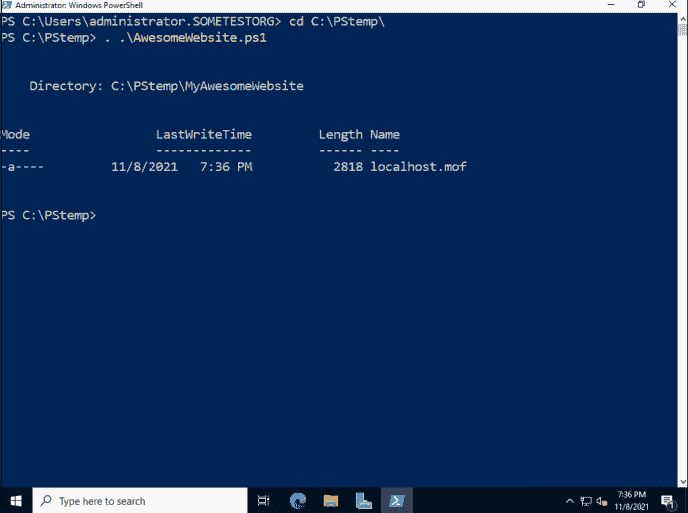 Administrator: Windows PowerShell
PS C:\Users\administrator.SOMETESTORG> cd C:\PStemp\
PS C:\PStemp> . .\AwesomeWebsite.ps1
Directory: C:\PStemp\MyAwesomeWebsite
Mode LastWriteTime Length Name
---- ------------- ------ ----
-a---- 11/8/2021 7:36 PM 2818 localhost.mof
PS C:\PStemp>
Type here to search
7:36 PM
11/8/2021
1